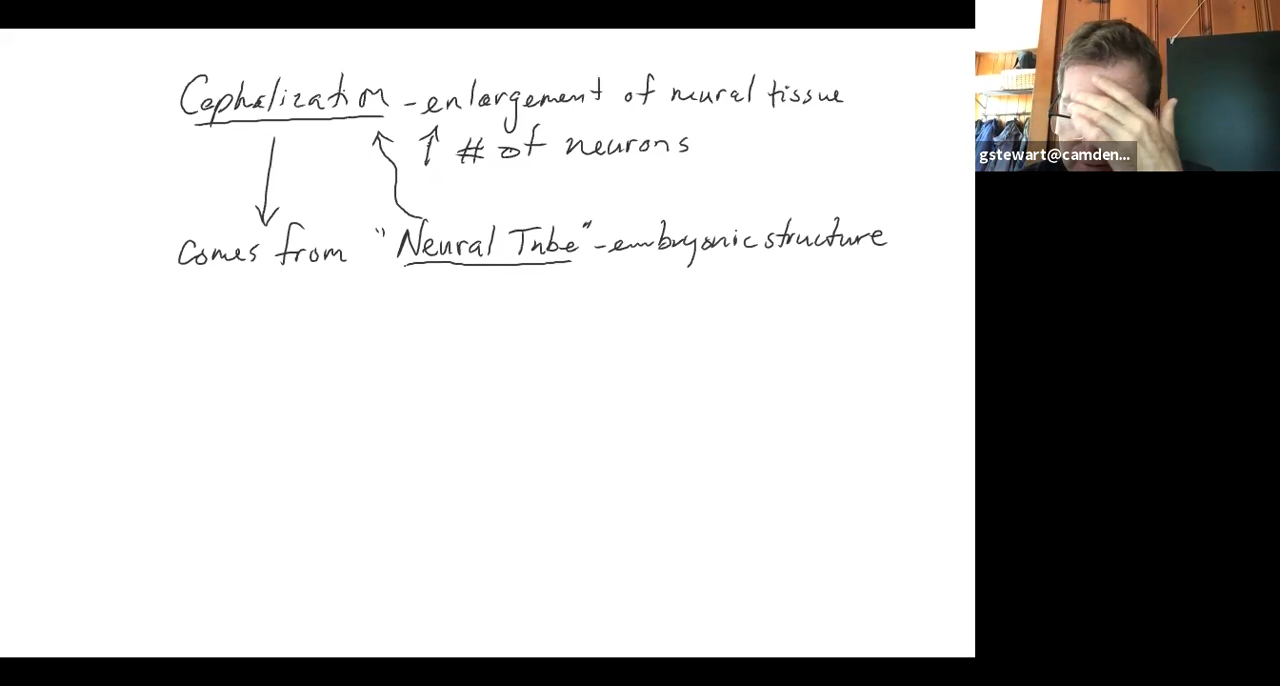 Cephalization - enlargement of neural tissue
↑ # of neurons
comes from "Neural Tube" - embryonic structure
gstewart@camden...